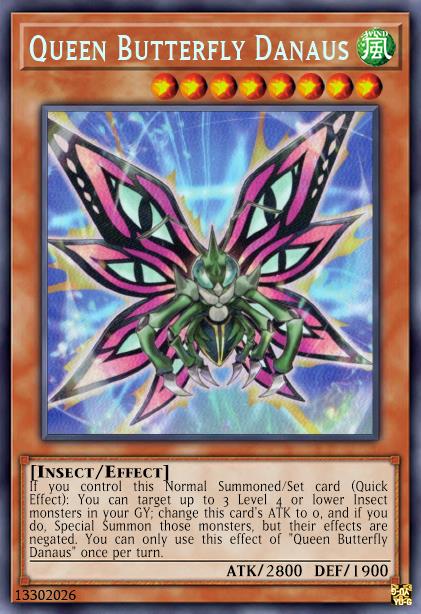 QUEEN BUTTERFLY DANAUS
WIND
風
[INSECT/EFFECT]
If you control this Normal Summoned/Set card (Quick
Effect): You can target up to 3 Level 4 or lower Insect
monsters in your GY; change this card's ATK to 0, and if you
do, Special Summon those monsters, but their effects are
negated. You can only use this effect of "Queen Butterfly
Danaus" once per turn.
ATK/2800 DEF/1900
13302026